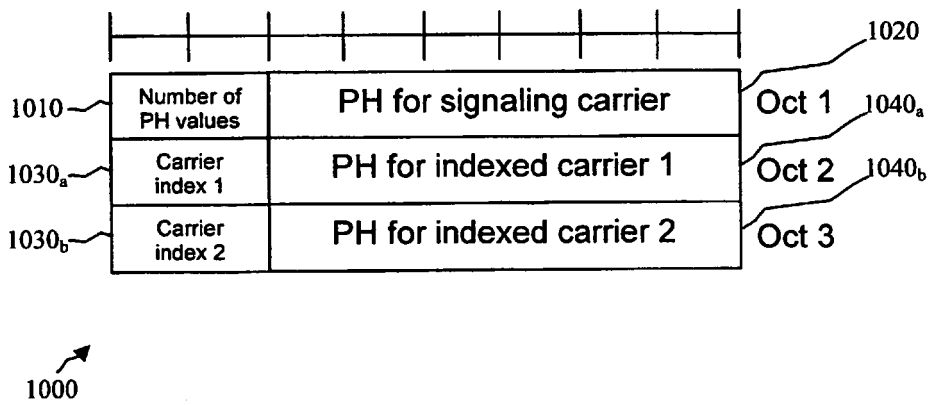 1020
1010
Number of
PH values
PH for signaling carrier
Oct 1
1040a
1030a
Carrier
index 1
PH for indexed carrier 1
Oct 2
1040b
1030b
Carrier
index 2
PH for indexed carrier 2
Oct 3
1000